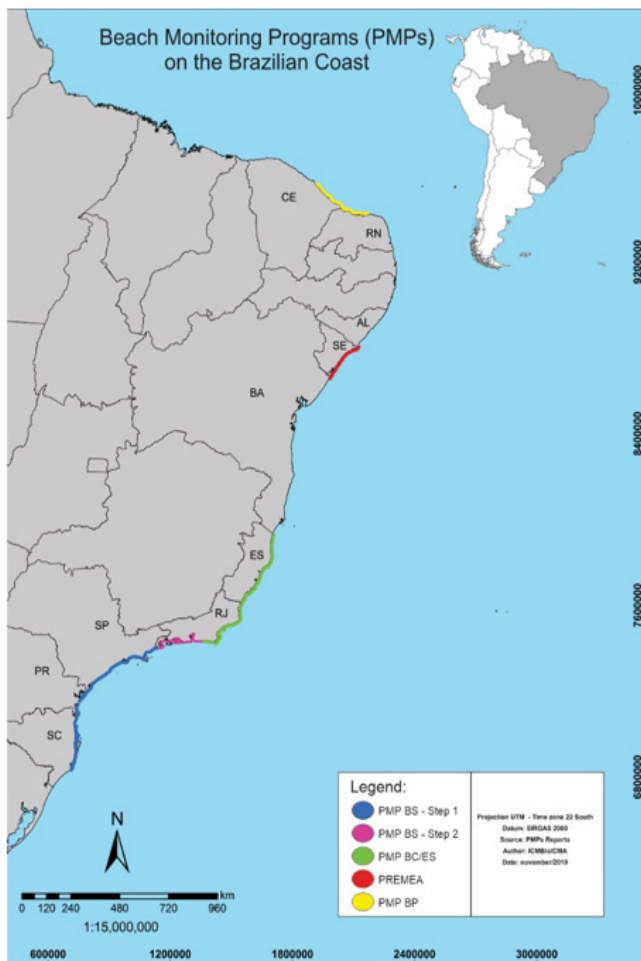 Beach Monitoring Programs (PMPs)
on the Brazilian Coast
10000000
CE
RN
9200000
AL
SE
BA
8400000
ES
7600000
RJ
SP
PR
SC
6800000
Legend:
PMP BS - Step 1
PMP BS - Step 2
PMP BC/ES
PREMEA
PMP BP
Projection UTM - Time zone 22 South
Datum: SIRGAS 2000
Source: PMPs Reports
Author: ICMBio/CMA
Date: november/2019
N
km
0 120 240 480 720 960
1:15,000,000
600000 1200000 1800000 2400000 3000000